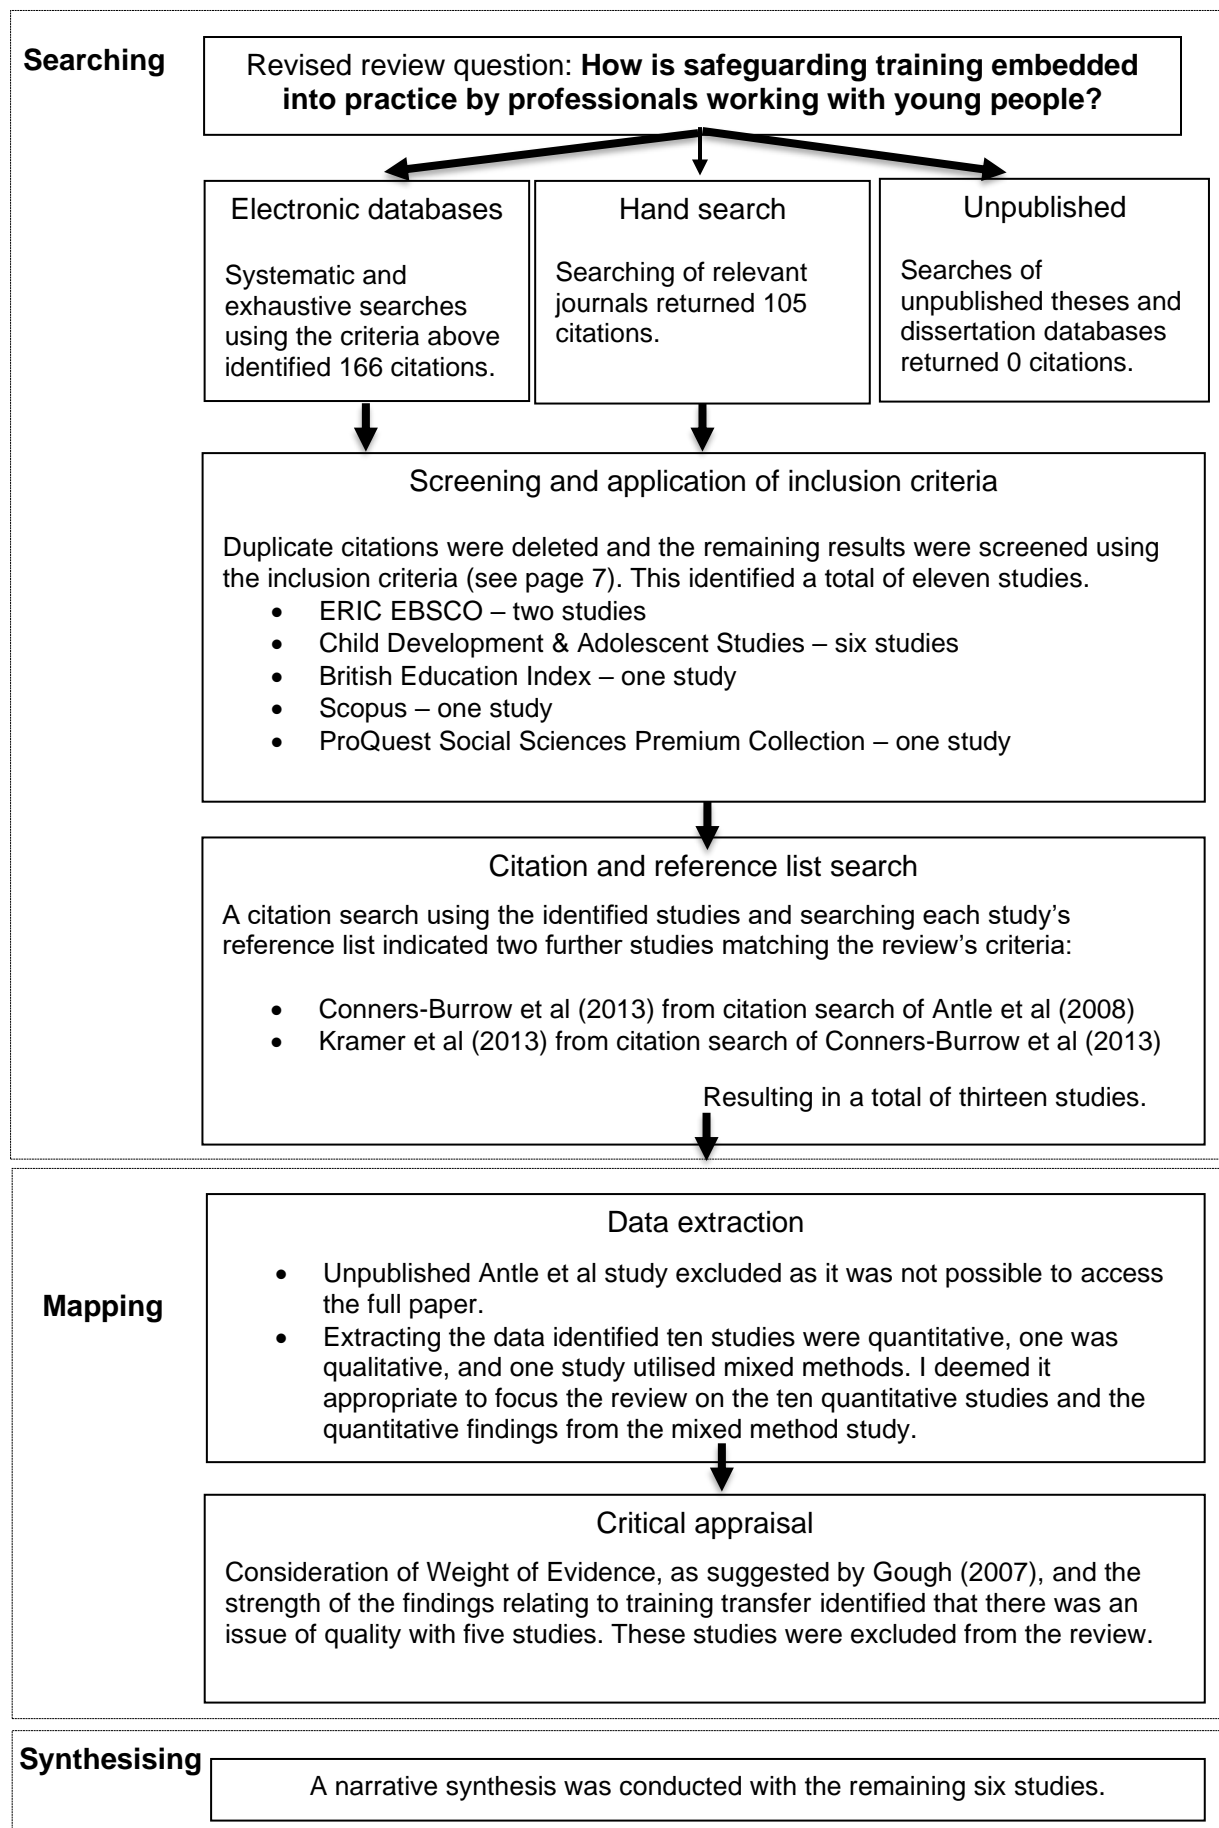 Searching
Revised review question: How is safeguarding training embedded
into practice by professionals working with young people?
Electronic databases
Systematic and
exhaustive searches
using the criteria above
identified 166 citations.
Hand search
Searching of relevant
journals returned 105
citations.
Unpublished
Searches of
unpublished theses and
dissertation databases
returned 0 citations.
Screening and application of inclusion criteria
Duplicate citations were deleted and the remaining results were screened using
the inclusion criteria (see page 7). This identified a total of eleven studies.
• ERIC EBSCO – two studies
• Child Development & Adolescent Studies – six studies
• British Education Index – one study
• Scopus – one study
• ProQuest Social Sciences Premium Collection – one study
Citation and reference list search
A citation search using the identified studies and searching each study's
reference list indicated two further studies matching the review's criteria:
• Conners-Burrow et al (2013) from citation search of Antle et al (2008)
• Kramer et al (2013) from citation search of Conners-Burrow et al (2013)
Resulting in a total of thirteen studies.
Mapping
Data extraction
• Unpublished Antle et al study excluded as it was not possible to access
the full paper.
• Extracting the data identified ten studies were quantitative, one was
qualitative, and one study utilised mixed methods. I deemed it
appropriate to focus the review on the ten quantitative studies and the
quantitative findings from the mixed method study.
Critical appraisal
Consideration of Weight of Evidence, as suggested by Gough (2007), and the
strength of the findings relating to training transfer identified that there was an
issue of quality with five studies. These studies were excluded from the review.
Synthesising
A narrative synthesis was conducted with the remaining six studies.